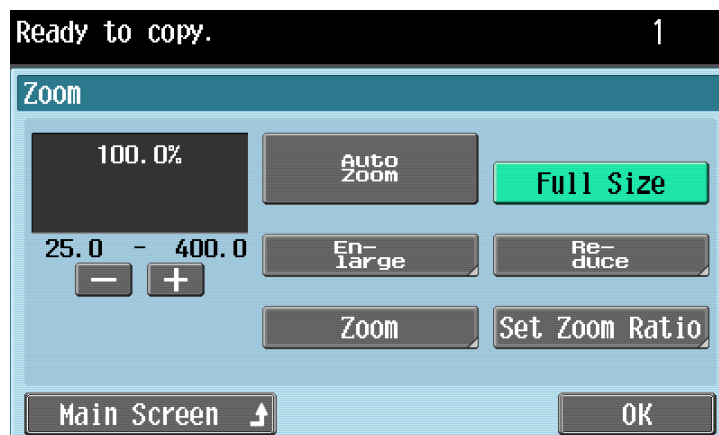 Ready to copy. 1
Zoom
100.0%
Auto
Zoom
Full Size
25.0 - 400.0
En-
large
Re-
duce
− +
Zoom
Set Zoom Ratio
Main Screen
OK